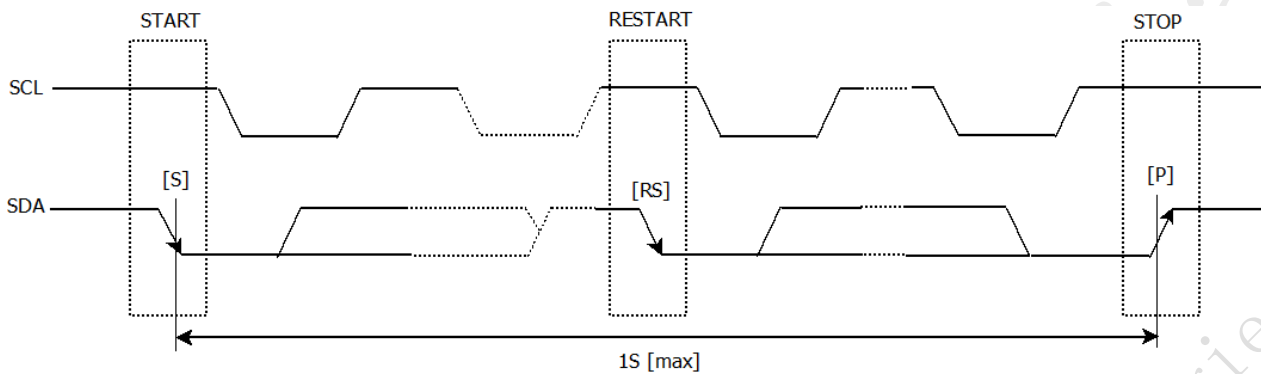 START RESTART STOP
SCL
[S] [RS] [P]
SDA
1S [max]